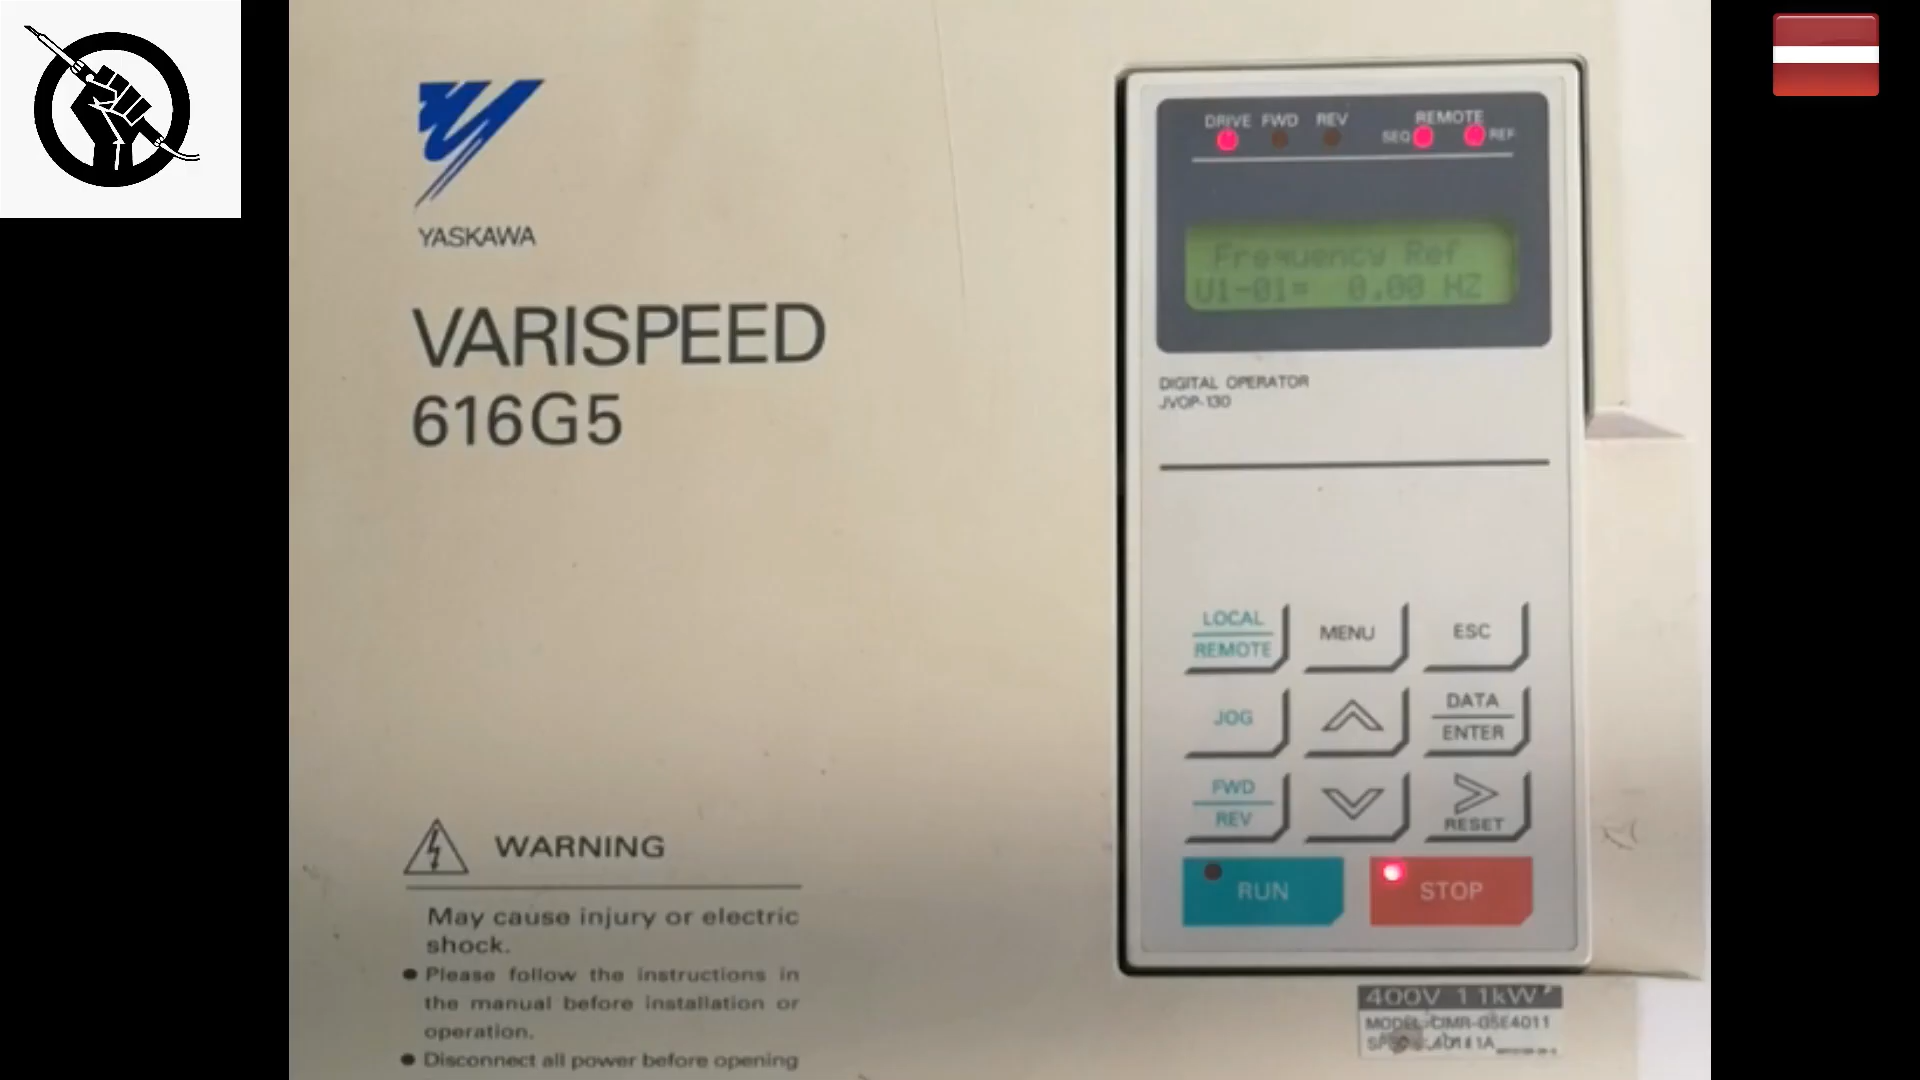 YASKAWA
VARISPEED
616G5
WARNING
May cause injury or electric
shock.
● Please follow the instructions in
the manual before installation or
operation.
● Disconnect all power before opening
DRIVE FWD REV REMOTE
SEQ REF
Frequency Ref
U1-01= 0.00 HZ
DIGITAL OPERATOR
JVOP-130
LOCAL
REMOTE
MENU
ESC
JOG
DATA
ENTER
FWD
REV
RESET
RUN
STOP
400V 11kW
MODEL CIMR-G5E4011